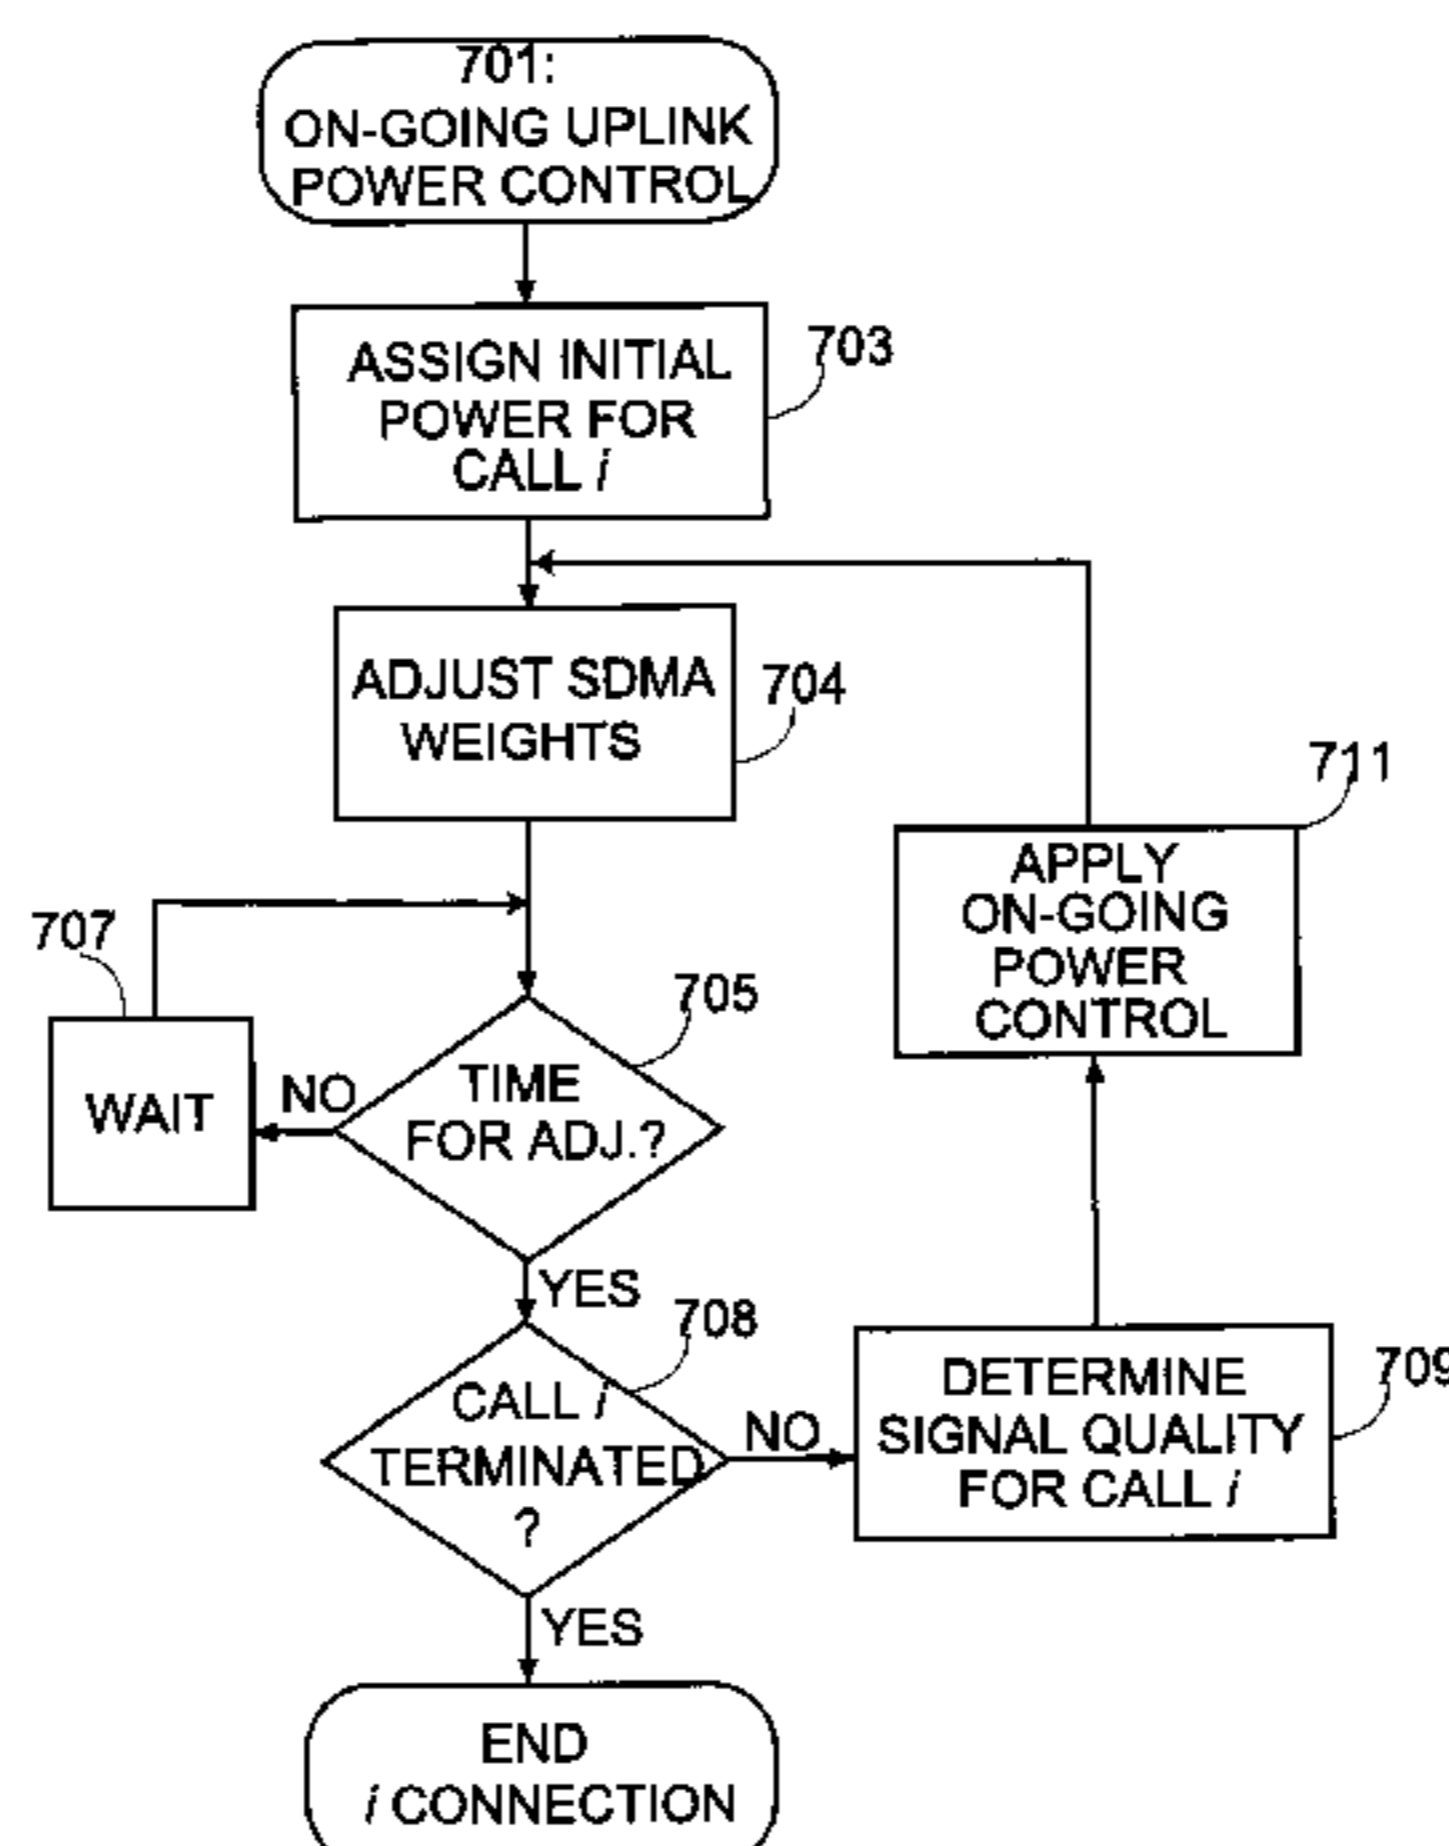 701:
ON-GOING UPLINK
POWER CONTROL
ASSIGN INITIAL
POWER FOR
CALL i
703
ADJUST SDMA
WEIGHTS
704
711
APPLY
ON-GOING
POWER
CONTROL
707
WAIT
NO
705
TIME
FOR ADJ.?
YES
708
CALL i
TERMINATED
?
NO
DETERMINE
SIGNAL QUALITY
FOR CALL i
709
YES
END
i CONNECTION